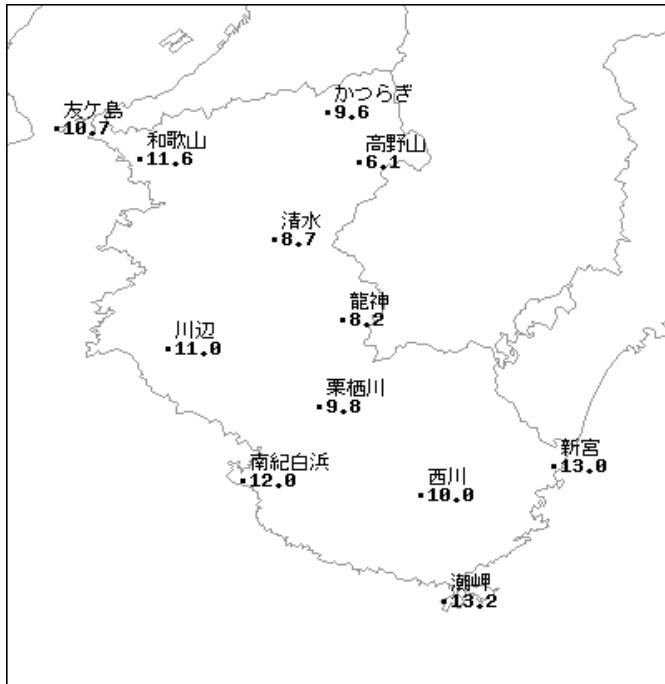 かつらぎ
9.6
友ケ島
10.7
和歌山
11.6
高野山
6.1
清水
8.7
龍神
8.2
川辺
11.0
栗栖川
9.8
新宮
13.0
南紀白浜
12.0
西川
10.0
潮岬
13.2